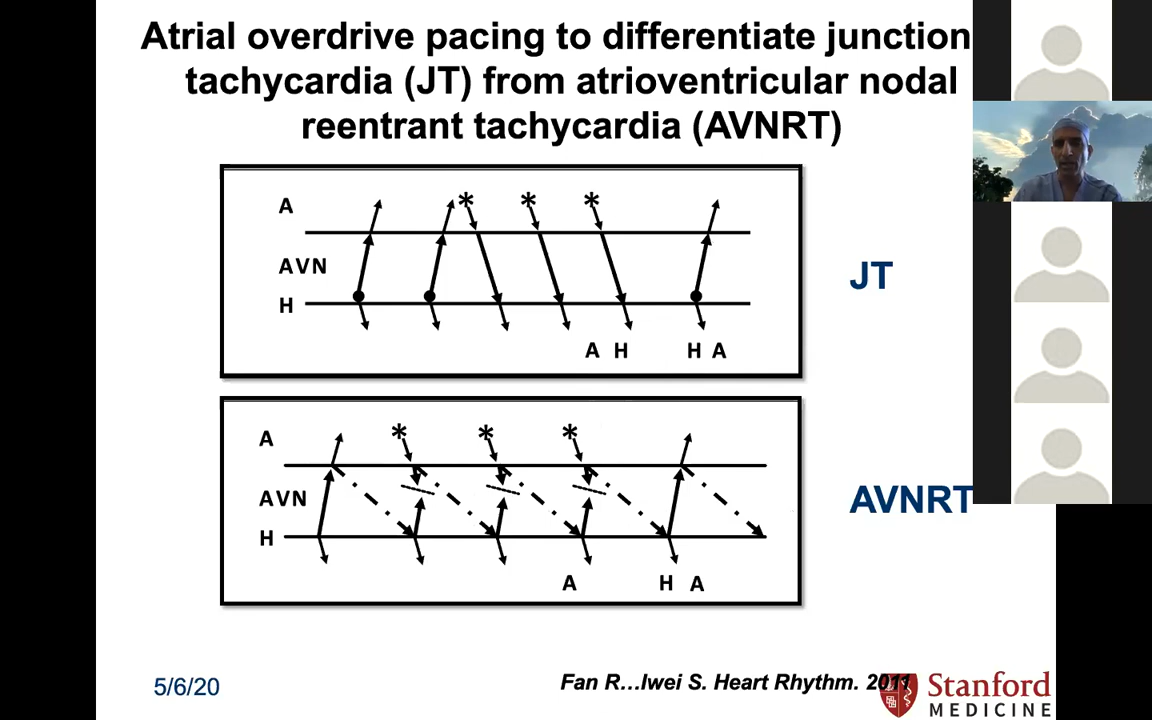 Atrial overdrive pacing to differentiate junction
tachycardia (JT) from atrioventricular nodal
reentrant tachycardia (AVNRT)
A
* * *
AVN
H
A H H A
JT
A
* * *
AVN
H
A H A
AVNRT
5/6/20
Fan R...Iwei S. Heart Rhythm. 2011
Stanford
MEDICINE